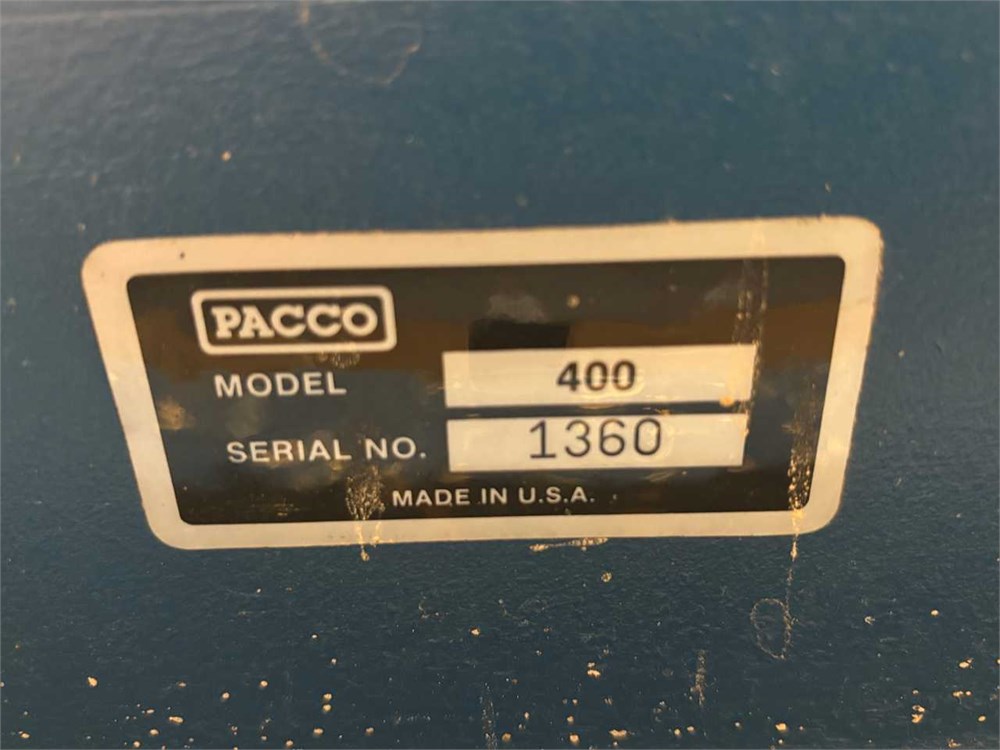 PACCO
MODEL 400
SERIAL NO. 1360
MADE IN U.S.A.